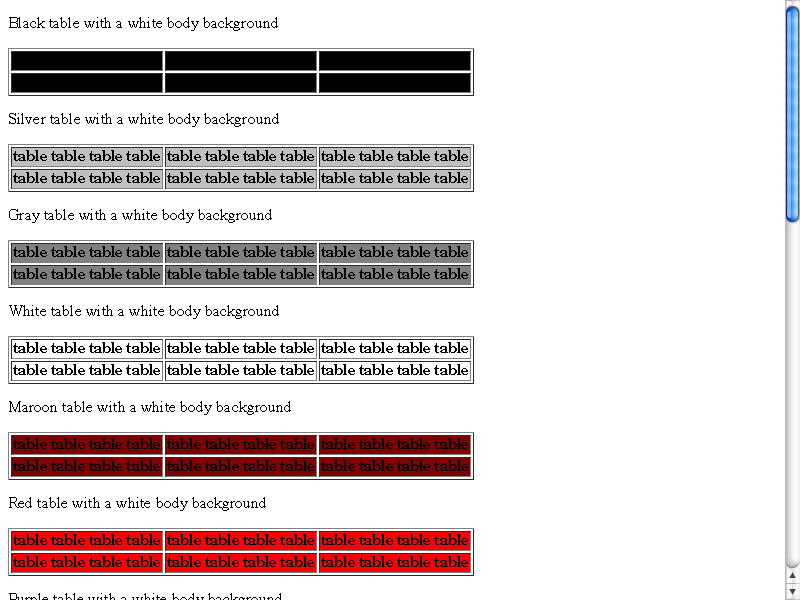 Black table with a white body background
Silver table with a white body background
table table table table table table table table table table table table
table table table table table table table table table table table table
Gray table with a white body background
table table table table table table table table table table table table
table table table table table table table table table table table table
White table with a white body background
table table table table table table table table table table table table
table table table table table table table table table table table table
Maroon table with a white body background
table table table table table table table table table table table table
table table table table table table table table table table table table
Red table with a white body background
table table table table table table table table table table table table
table table table table table table table table table table table table
Purple table with a white body background